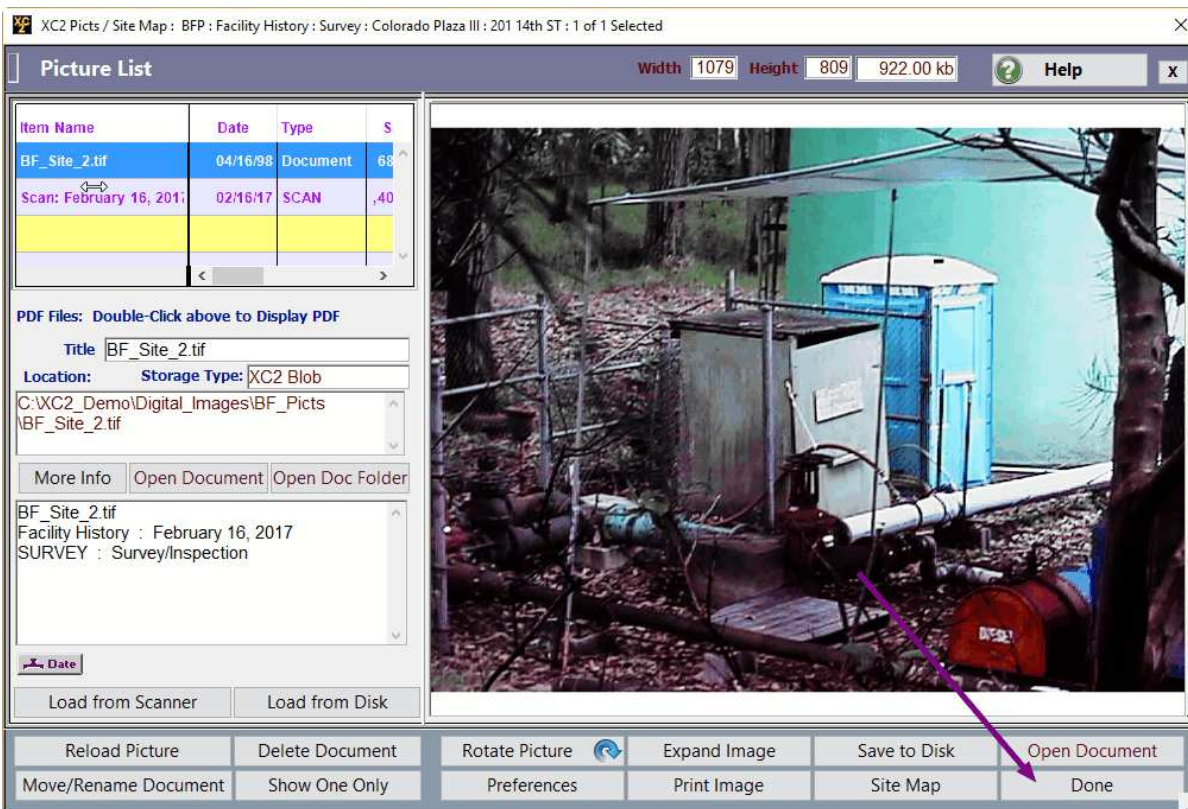 XC2 Picts / Site Map : BFP : Facility History : Survey : Colorado Plaza III : 201 14th ST : 1 of 1 Selected
Picture List
Width 1079 Height 809 922.00 kb
Help
X
Item Name Date Type S
BF_Site_2.tif 04/16/98 Document 68
Scan: February 16, 2017 02/16/17 SCAN ,40
PDF Files: Double-Click above to Display PDF
Title BF_Site_2.tif
Location: Storage Type: XC2 Blob
C:\XC2_Demo\Digital_Images\BF_Picts
\BF_Site_2.tif
More Info Open Document Open Doc Folder
BF_Site_2.tif
Facility History : February 16, 2017
SURVEY : Survey/Inspection
Date
Load from Scanner Load from Disk
DIESEL
Reload Picture Delete Document Rotate Picture Expand Image Save to Disk Open Document
Move/Rename Document Show One Only Preferences Print Image Site Map Done